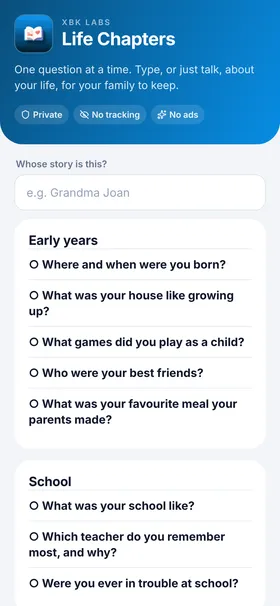 XBK LABS
Life Chapters
One question at a time. Type, or just talk, about
your life, for your family to keep.
Private
No tracking
No ads
Whose story is this?
e.g. Grandma Joan
Early years
Where and when were you born?
What was your house like growing
up?
What games did you play as a child?
Who were your best friends?
What was your favourite meal your
parents made?
School
What was your school like?
Which teacher do you remember
most, and why?
Were you ever in trouble at school?